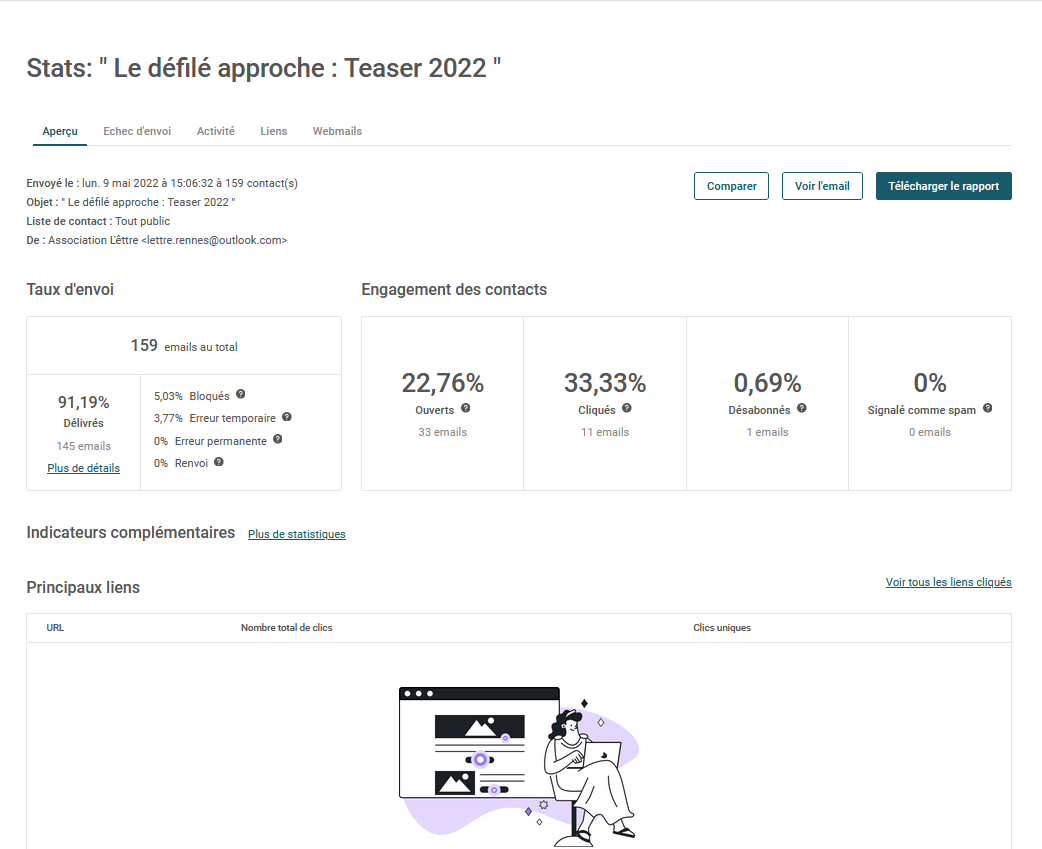 Stats: " Le défilé approche : Teaser 2022 "
Aperçu Echec d'envoi Activité Liens Webmails
Envoyé le : lun. 9 mai 2022 à 15:06:32 à 159 contact(s)
Objet : " Le défilé approche : Teaser 2022 "
Liste de contact : Tout public
De : Association L'êttre <lettre.rennes@outlook.com>
Comparer Voir l'email Télécharger le rapport
Taux d'envoi
159 emails au total
91,19%
Délivrés
145 emails
Plus de détails
5,03% Bloqués ?
3,77% Erreur temporaire ?
0% Erreur permanente ?
0% Renvoi ?
Engagement des contacts
22,76%
Ouverts ?
33 emails
33,33%
Cliqués ?
11 emails
0,69%
Désabonnés ?
1 emails
0%
Signalé comme spam ?
0 emails
Indicateurs complémentaires Plus de statistiques
Principaux liens Voir tous les liens cliqués
URL Nombre total de clics Clics uniques